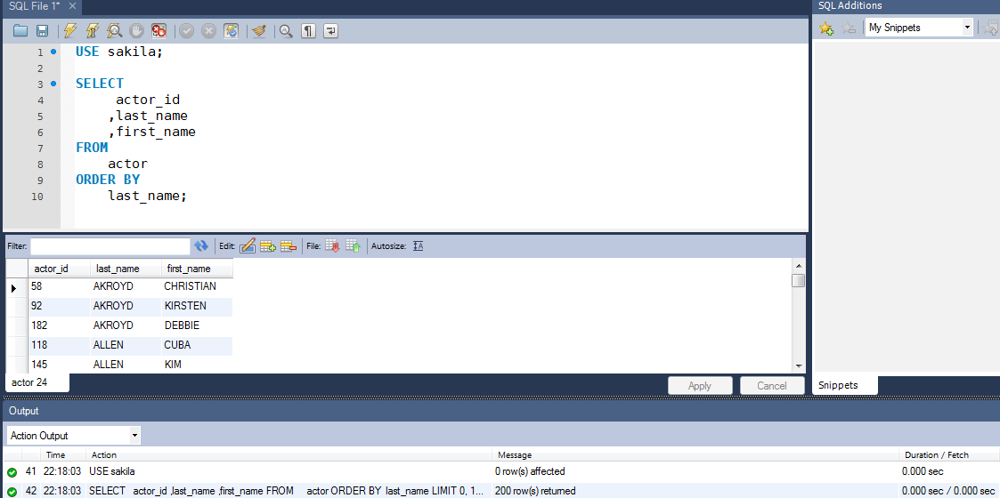 SQL File 1*
SQL Additions
My Snippets
1 USE sakila;
2
3 SELECT
4 actor_id
5 ,last_name
6 ,first_name
7 FROM
8 actor
9 ORDER BY
10 last_name;
Filter: Edit: File: Autosize:
actor_id last_name first_name
58 AKROYD CHRISTIAN
92 AKROYD KIRSTEN
182 AKROYD DEBBIE
118 ALLEN CUBA
145 ALLEN KIM
actor 24
Apply Cancel
Snippets
Output
Action Output
Time Action Message Duration / Fetch
41 22:18:03 USE sakila 0 row(s) affected 0.000 sec
42 22:18:03 SELECT actor_id ,last_name ,first_name FROM actor ORDER BY last_name LIMIT 0, 1... 200 row(s) returned 0.000 sec / 0.000 sec